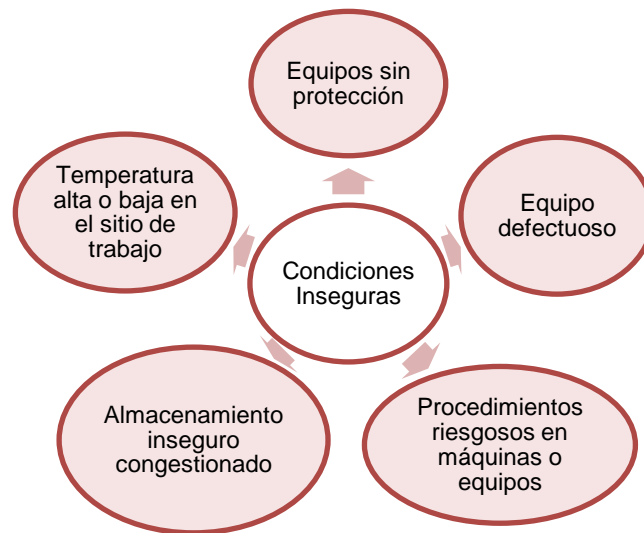 Equipos sin
protección
Temperatura
alta o baja en
el sitio de
trabajo
Equipo
defectuoso
Condiciones
Inseguras
Almacenamiento
inseguro
congestionado
Procedimientos
riesgosos en
máquinas o
equipos